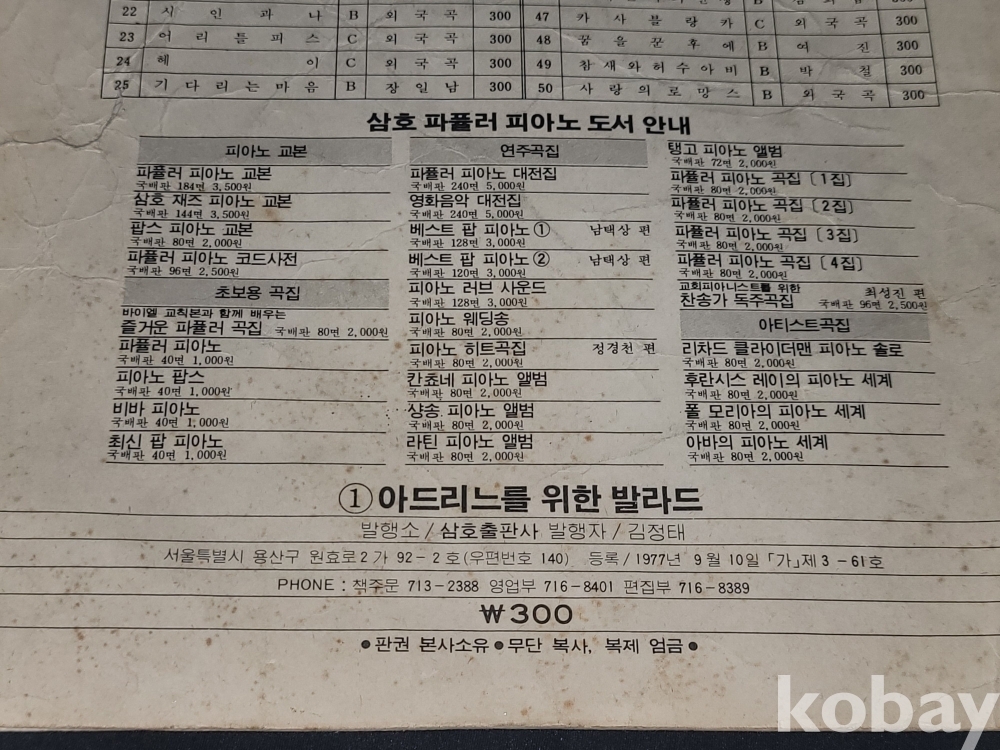 22 시인과나 B 외국곡 300
23 어리틀피스 C 외국곡 300
24 혜이 C 외국곡 300
25 기다리는마음 B 장일남 300
47 카사블랑카 C 외국곡 300
48 꿈을꾼후에 B 여진 300
49 참새와허수아비 B 박철 300
50 사랑의로망스 B 외국곡 300
삼호 파퓰러 피아노 도서 안내
피아노 교본
파퓰러 피아노 교본
국배판 184면 3,500원
삼호 재즈 피아노 교본
국배판 144면 3,500원
팝스 피아노 교본
국배판 80면 2,000원
파퓰러 피아노 코드사전
국배판 96면 2,500원
초보용 곡집
바이엘 교칙본과 함께 배우는
즐거운 파퓰러 곡집 국배판 80면 2,000원
파퓰러 피아노
국배판 40면 1,000원
피아노 팝스
국배판 40면 1,000원
비바 피아노
국배판 40면 1,000원
최신 팝 피아노
국배판 40면 1,000원
연주곡집
파퓰러 피아노 대전집
국배판 240면 5,000원
영화음악 대전집
국배판 240면 5,000원
베스트 팝 피아노 ① 남택상 편
국배판 128면 3,000원
베스트 팝 피아노 ② 남택상 편
국배판 120면 3,000원
피아노 러브 사운드
국배판 128면 3,000원
피아노 웨딩송
국배판 80면 2,000원
피아노 히트곡집 정경천 편
국배판 80면 2,000원
칸쵸네 피아노 앨범
국배판 80면 2,000원
샹송 피아노 앨범
국배판 80면 2,000원
라틴 피아노 앨범
국배판 80면 2,000원
탱고 피아노 앨범
국배판 72면 2,000원
파퓰러 피아노 곡집 〔1집〕
국배판 80면 2,000원
파퓰러 피아노 곡집 〔2집〕
국배판 80면 2,000원
파퓰러 피아노 곡집 〔3집〕
국배판 80면 2,000원
파퓰러 피아노 곡집 〔4집〕
국배판 80면 2,000원
교회피아니스트를 위한 최성진 편
찬송가 독주곡집 국배판 96면 2,500원
아티스트곡집
리차드 클라이더맨 피아노 솔로
국배판 80면 2,000원
후란시스 레이의 피아노 세계
국배판 80면 2,000원
폴 모리아의 피아노 세계
국배판 80면 2,000원
아바의 피아노 세계
국배판 80면 2,000원
①아드리느를 위한 발라드
발행소/삼호출판사 발행자/김정태
서울특별시 용산구 원효로2가 92-2호(우편번호 140) 등록/1977년 9월 10일 「가」제3-61호
PHONE : 책주문 713-2388 영업부 716-8401 편집부 716-8389
₩300
●판권 본사소유●무단 복사, 복제 엄금●
kobay